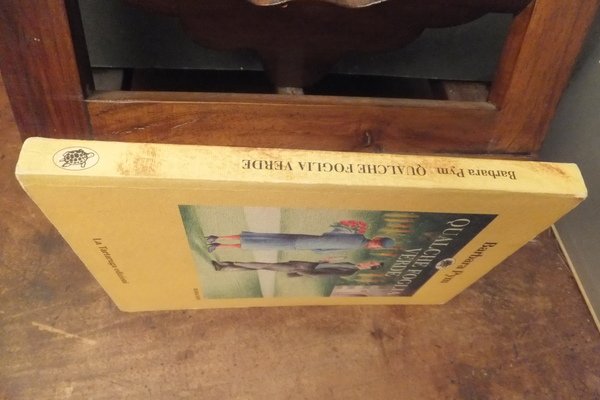 Barbara Pym QUALCHE FOGLIA VERDE
Barbara Pym
QUALCHE FOGLIA
VERDE
La Tartaruga edizioni